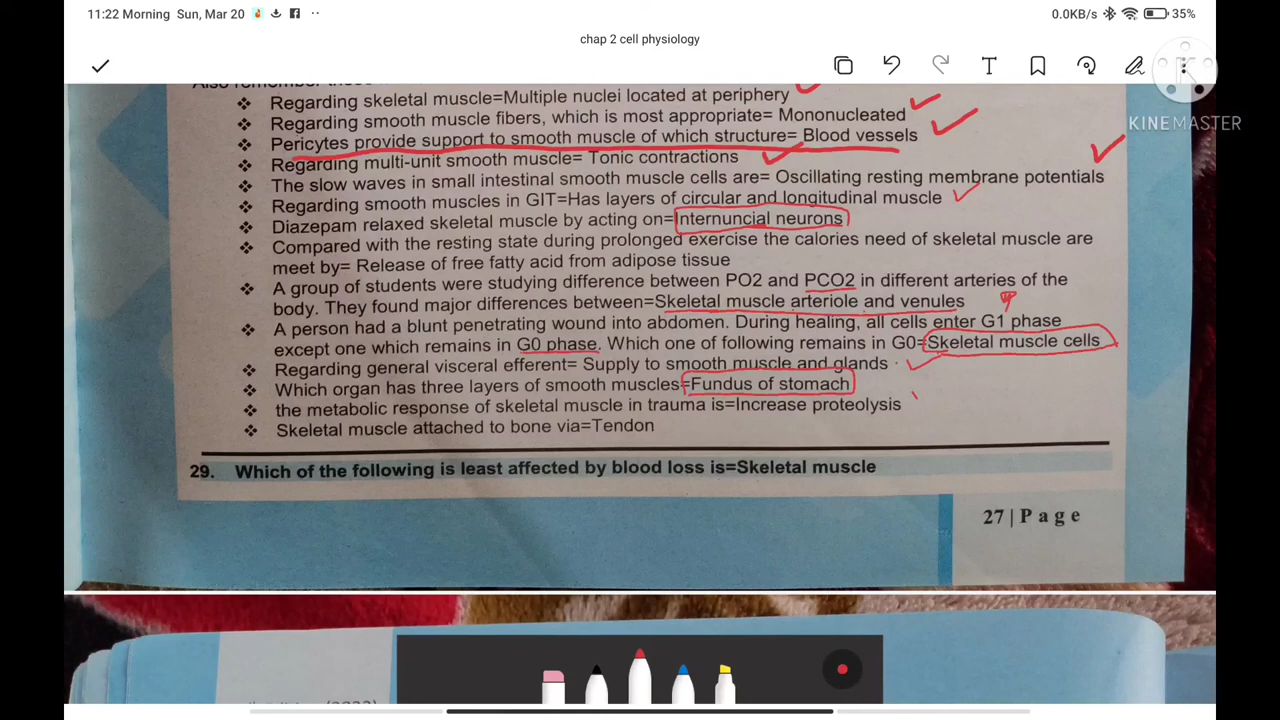 11:22 Morning Sun, Mar 20
0.0KB/s 35%
chap 2 cell physiology
KINEMASTER
Also remember these
❖ Regarding skeletal muscle=Multiple nuclei located at periphery
❖ Regarding smooth muscle fibers, which is most appropriate= Mononucleated
❖ Pericytes provide support to smooth muscle of which structure= Blood vessels
❖ Regarding multi-unit smooth muscle= Tonic contractions
❖ The slow waves in small intestinal smooth muscle cells are= Oscillating resting membrane potentials
❖ Regarding smooth muscles in GIT=Has layers of circular and longitudinal muscle
❖ Diazepam relaxed skeletal muscle by acting on=Internuncial neurons
❖ Compared with the resting state during prolonged exercise the calories need of skeletal muscle are
meet by= Release of free fatty acid from adipose tissue
❖ A group of students were studying difference between PO2 and PCO2 in different arteries of the
body. They found major differences between=Skeletal muscle arteriole and venules
❖ A person had a blunt penetrating wound into abdomen. During healing, all cells enter G1 phase
except one which remains in G0 phase. Which one of following remains in G0=Skeletal muscle cells
❖ Regarding general visceral efferent= Supply to smooth muscle and glands
❖ Which organ has three layers of smooth muscles=Fundus of stomach
❖ the metabolic response of skeletal muscle in trauma is=Increase proteolysis
❖ Skeletal muscle attached to bone via=Tendon
29. Which of the following is least affected by blood loss is=Skeletal muscle
27|Page